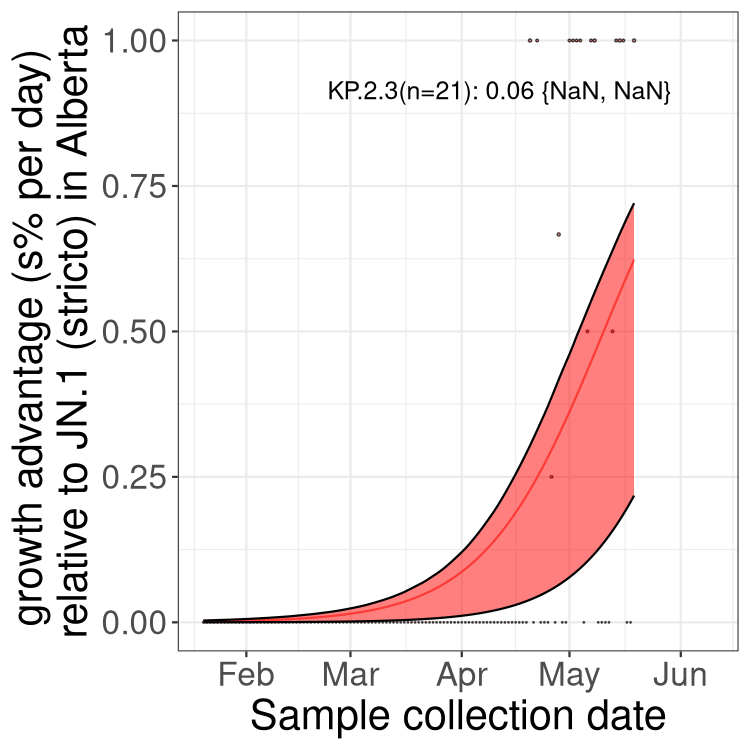 growth advantage (s% per day)
relative to JN.1 (stricto) in Alberta
1.00
0.75
0.50
0.25
0.00
KP.2.3(n=21): 0.06 {NaN, NaN}
Feb Mar Apr May Jun
Sample collection date